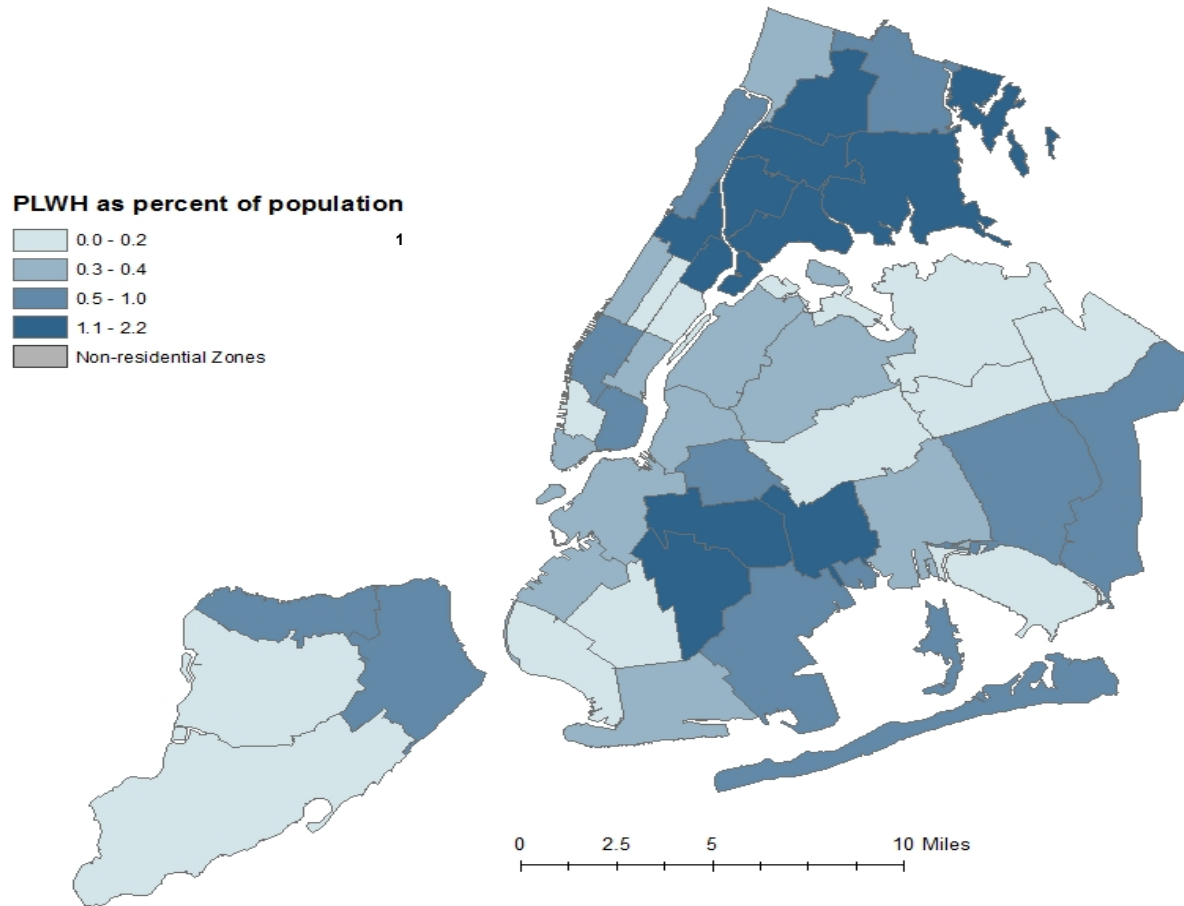 PLWH as percent of population
0.0 - 0.2
1
0.3 - 0.4
0.5 - 1.0
1.1 - 2.2
Non-residential Zones
0 2.5 5 10 Miles